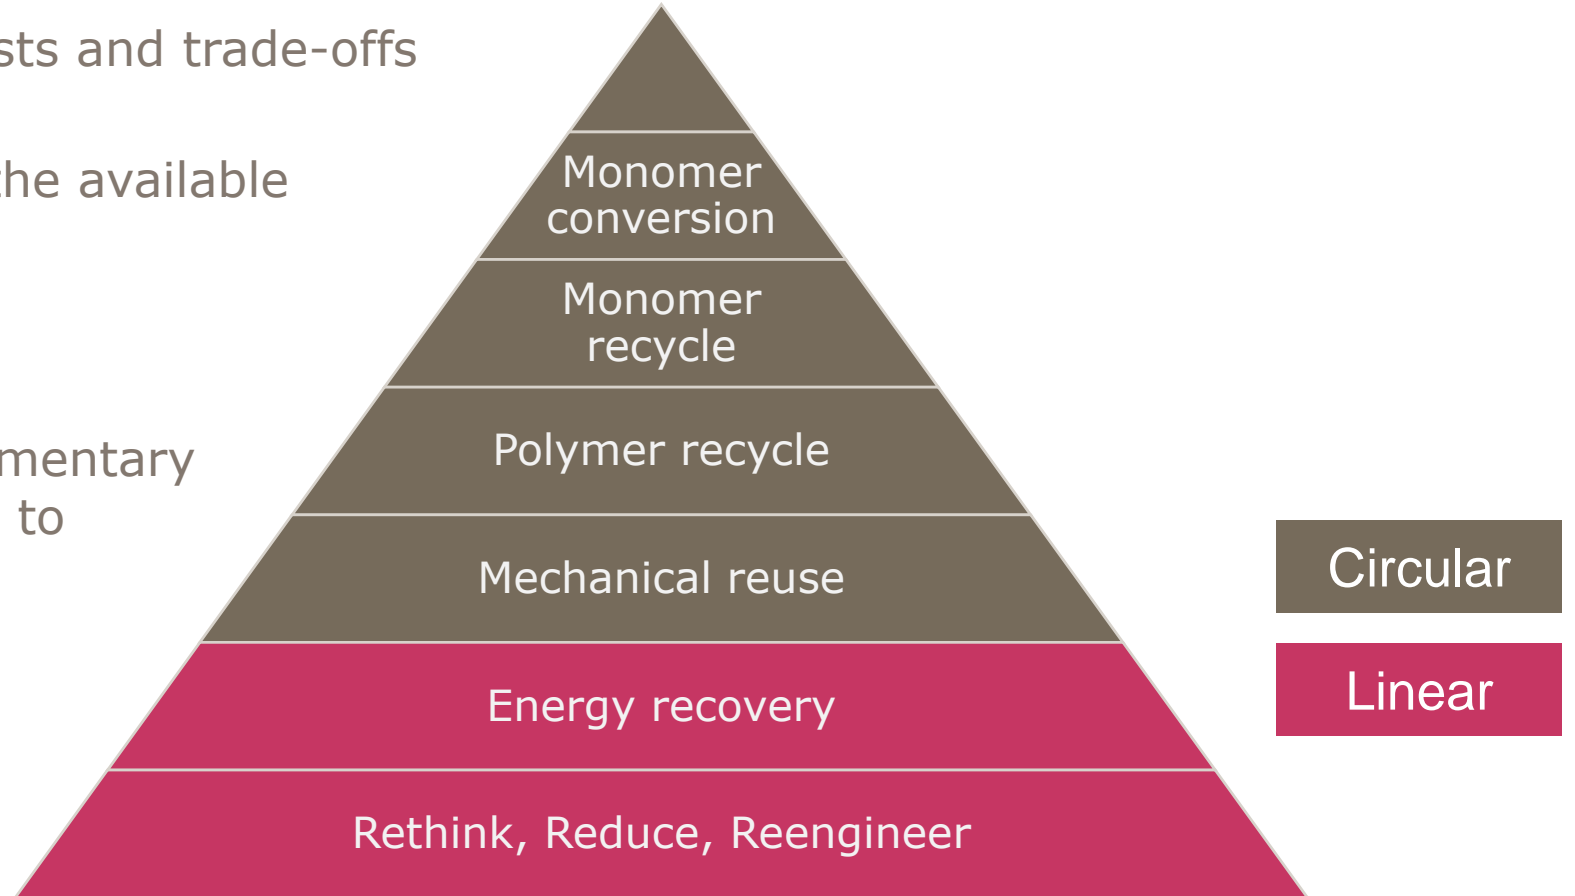 sts and trade-offs
the available
mentary
to
Monomer
conversion
Monomer
recycle
Polymer recycle
Mechanical reuse
Energy recovery
Rethink, Reduce, Reengineer
Circular
Linear